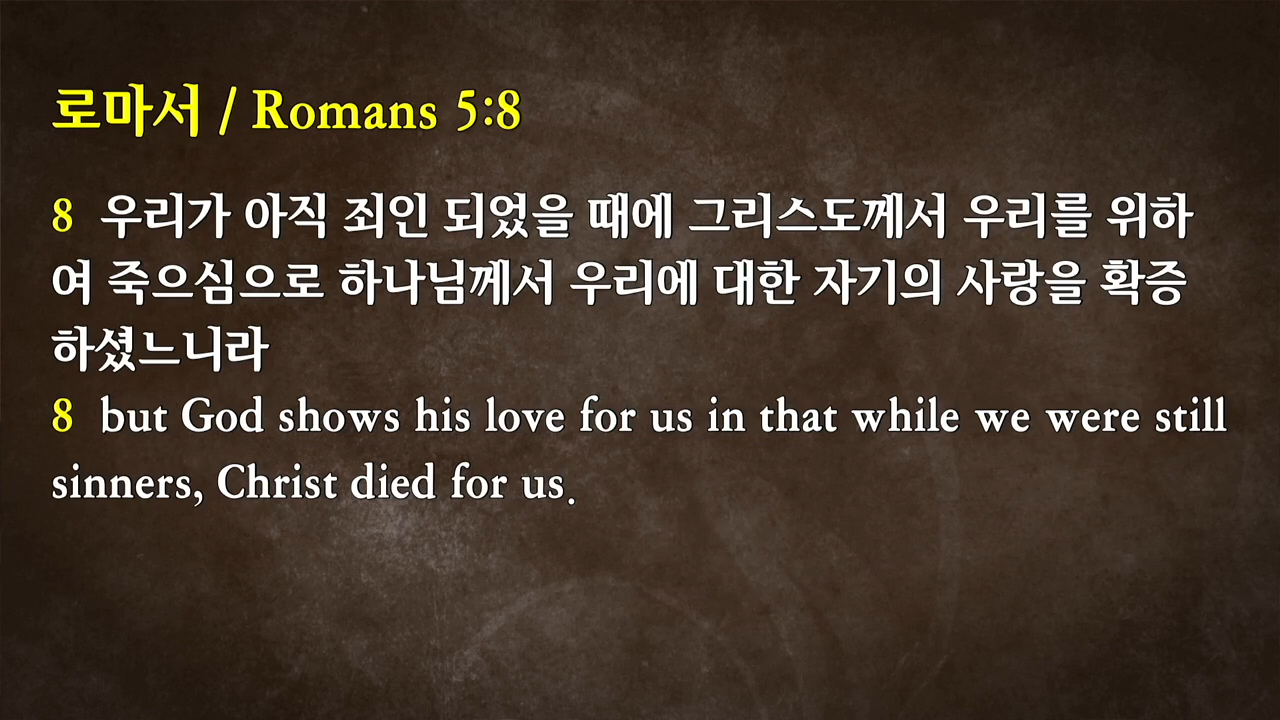 로마서 / Romans 5:8
8 우리가 아직 죄인 되었을 때에 그리스도께서 우리를 위하
여 죽으심으로 하나님께서 우리에 대한 자기의 사랑을 확증
하셨느니라
8 but God shows his love for us in that while we were still
sinners, Christ died for us.